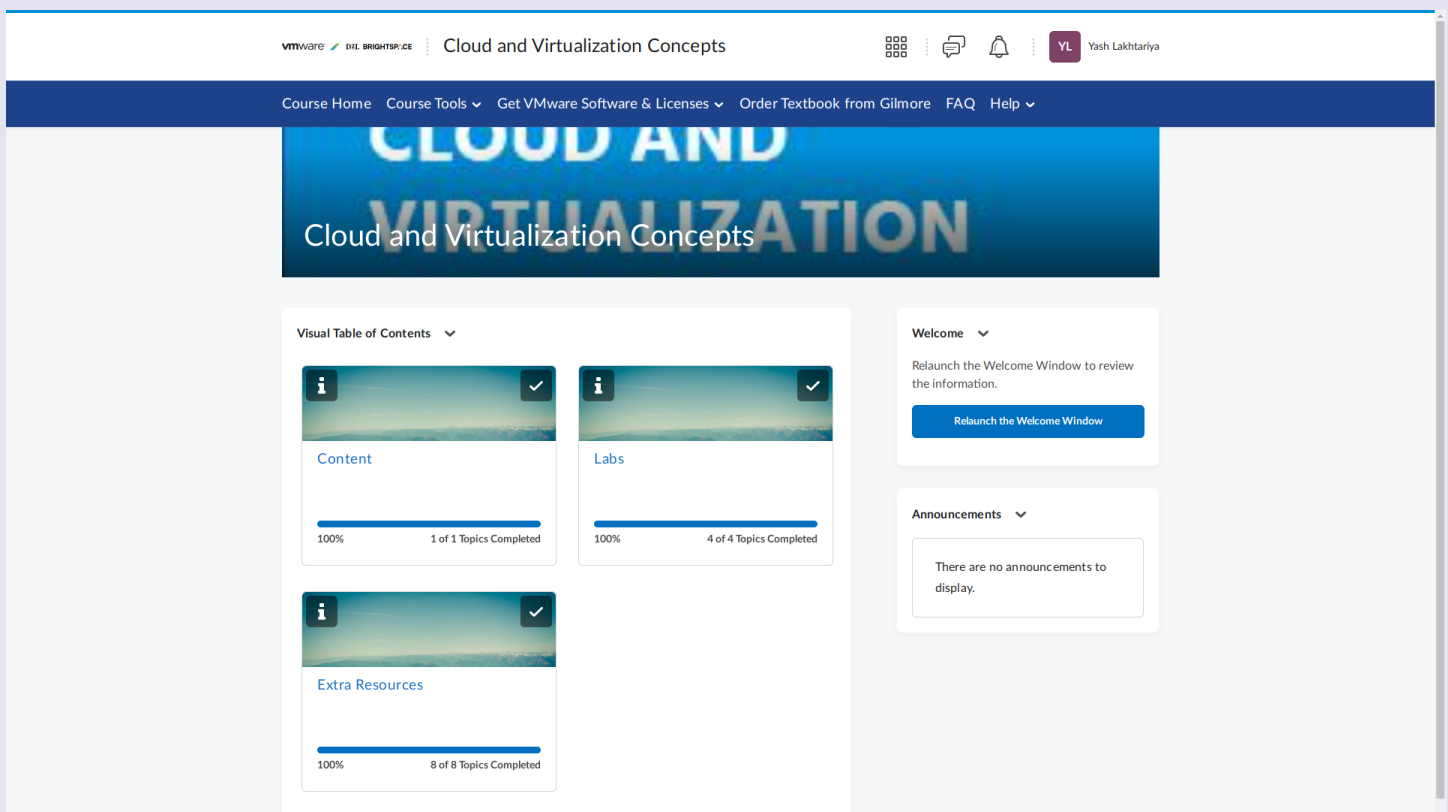 vmware D2L BRIGHTSPACE Cloud and Virtualization Concepts YL Yash Lakhtariya
Course Home Course Tools Get VMware Software & Licenses Order Textbook from Gilmore FAQ Help
CLOUD AND
VIRTUALIZATION
Cloud and Virtualization Concepts
Visual Table of Contents
Content
100% 1 of 1 Topics Completed
Labs
100% 4 of 4 Topics Completed
Extra Resources
100% 8 of 8 Topics Completed
Welcome
Relaunch the Welcome Window to review
the information.
Relaunch the Welcome Window
Announcements
There are no announcements to
display.